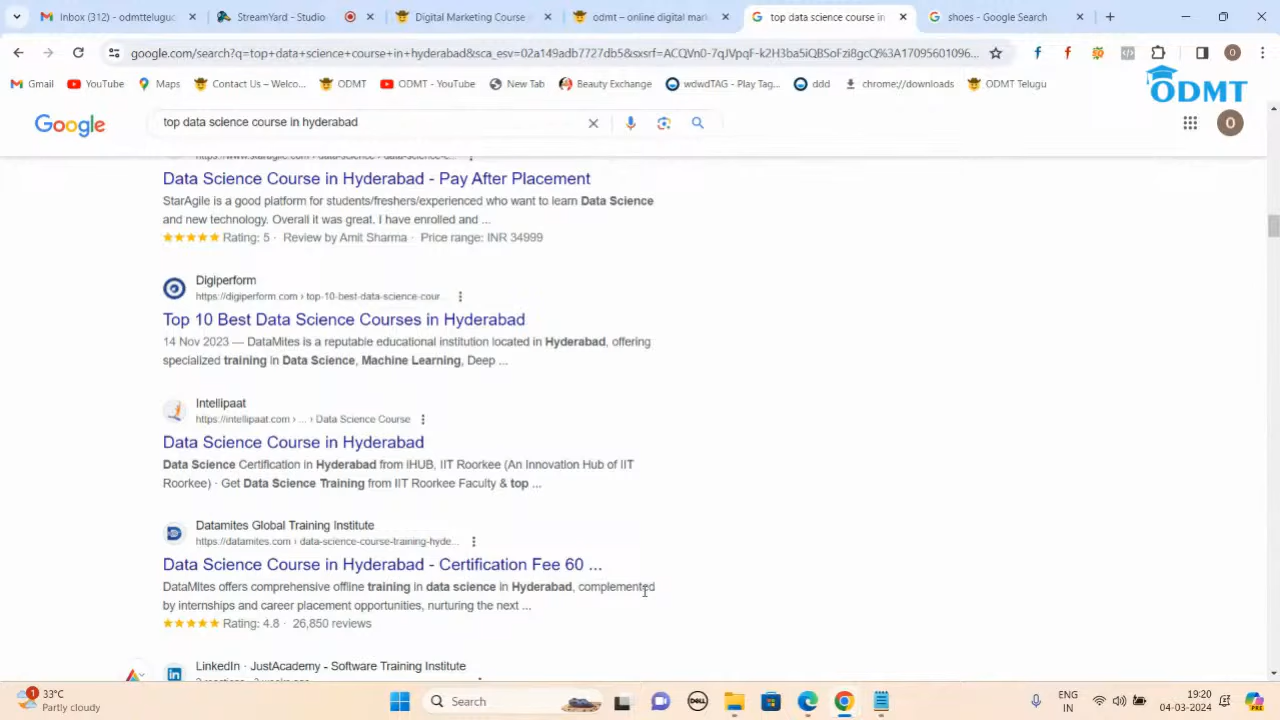 Inbox (312) - odmttelugu
StreamYard - Studio
Digital Marketing Course
odmt – online digital mar
top data science course in
shoes - Google Search
google.com/search?q=top+data+science+course+in+hyderabad&sca_esv=02a149adb7727db5&sxsrf=ACQVn0-7qJVpqF-k2H3ba5iQBSoFzi8gcQ%3A17095601096...
Gmail
YouTube
Maps
Contact Us – Welco...
ODMT
ODMT - YouTube
New Tab
Beauty Exchange
wdwdTAG - Play Tag...
ddd
chrome://downloads
ODMT Telugu
ODMT
Google
top data science course in hyderabad
O
https://www.staragile.com › data-science › data-science-c...
Data Science Course in Hyderabad - Pay After Placement
StarAgile is a good platform for students/freshers/experienced who want to learn Data Science
and new technology. Overall it was great. I have enrolled and ...
Rating: 5 · Review by Amit Sharma · Price range: INR 34999
Digiperform
https://digiperform.com › top-10-best-data-science-cour...
Top 10 Best Data Science Courses in Hyderabad
14 Nov 2023 — DataMites is a reputable educational institution located in Hyderabad, offering
specialized training in Data Science, Machine Learning, Deep ...
Intellipaat
https://intellipaat.com › ... › Data Science Course
Data Science Course in Hyderabad
Data Science Certification in Hyderabad from iHUB, IIT Roorkee (An Innovation Hub of IIT
Roorkee) · Get Data Science Training from IIT Roorkee Faculty & top ...
Datamites Global Training Institute
https://datamites.com › data-science-course-training-hyde...
Data Science Course in Hyderabad - Certification Fee 60 ...
DataMItes offers comprehensive offline training in data science in Hyderabad, complemented
by internships and career placement opportunities, nurturing the next ...
Rating: 4.8 · 26,850 reviews
LinkedIn · JustAcademy - Software Training Institute
1
33°C
Partly cloudy
Search
DELL
ENG
IN
19:20
04-03-2024